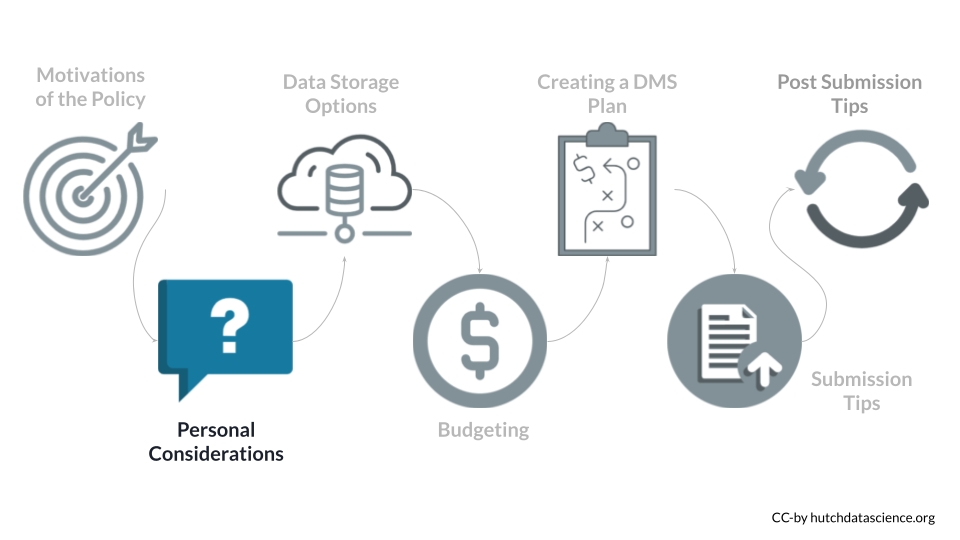 Motivations
of the Policy
Data Storage
Options
Creating a DMS
Plan
Post Submission
Tips
?
$
$
Personal
Considerations
Budgeting
Submission
Tips
CC-by hutchdatascience.org